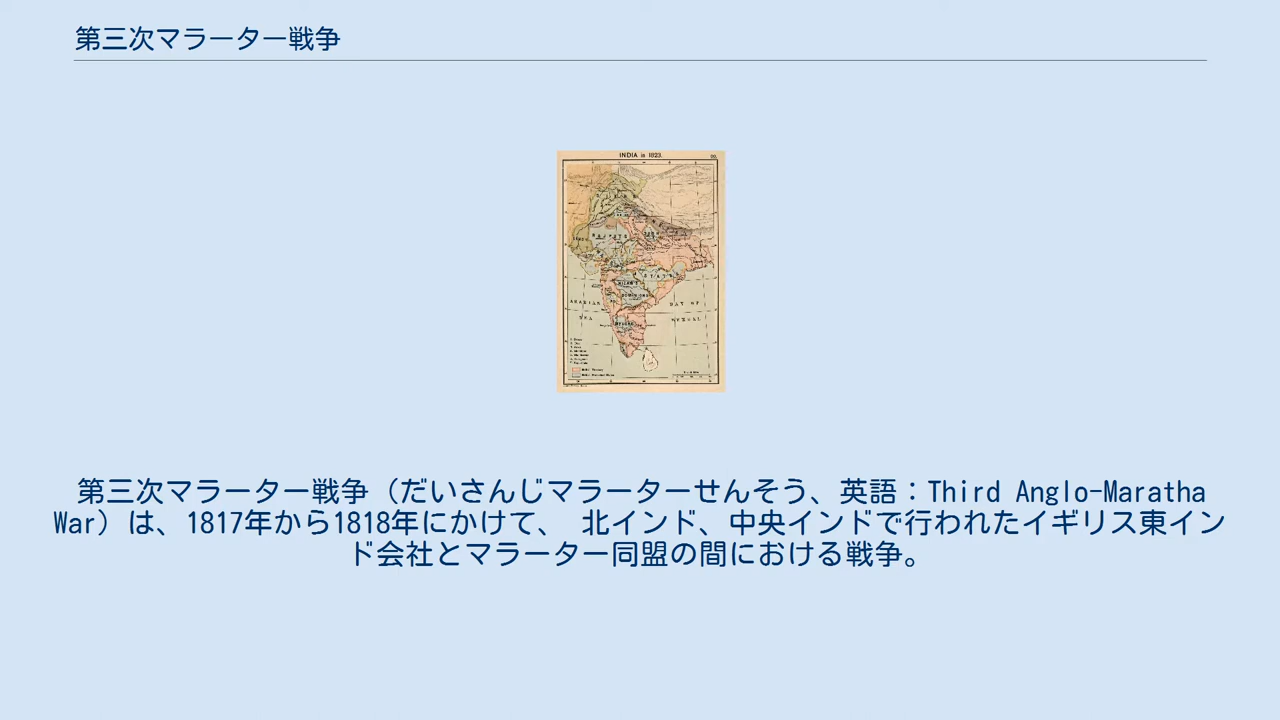 第三次マラーター戦争
INDIA in 1823.
第三次マラーター戦争（だいさんじマラーターせんそう、英語：Third Anglo-Maratha
War）は、1817年から1818年にかけて、 北インド、中央インドで行われたイギリス東イン
ド会社とマラーター同盟の間における戦争。